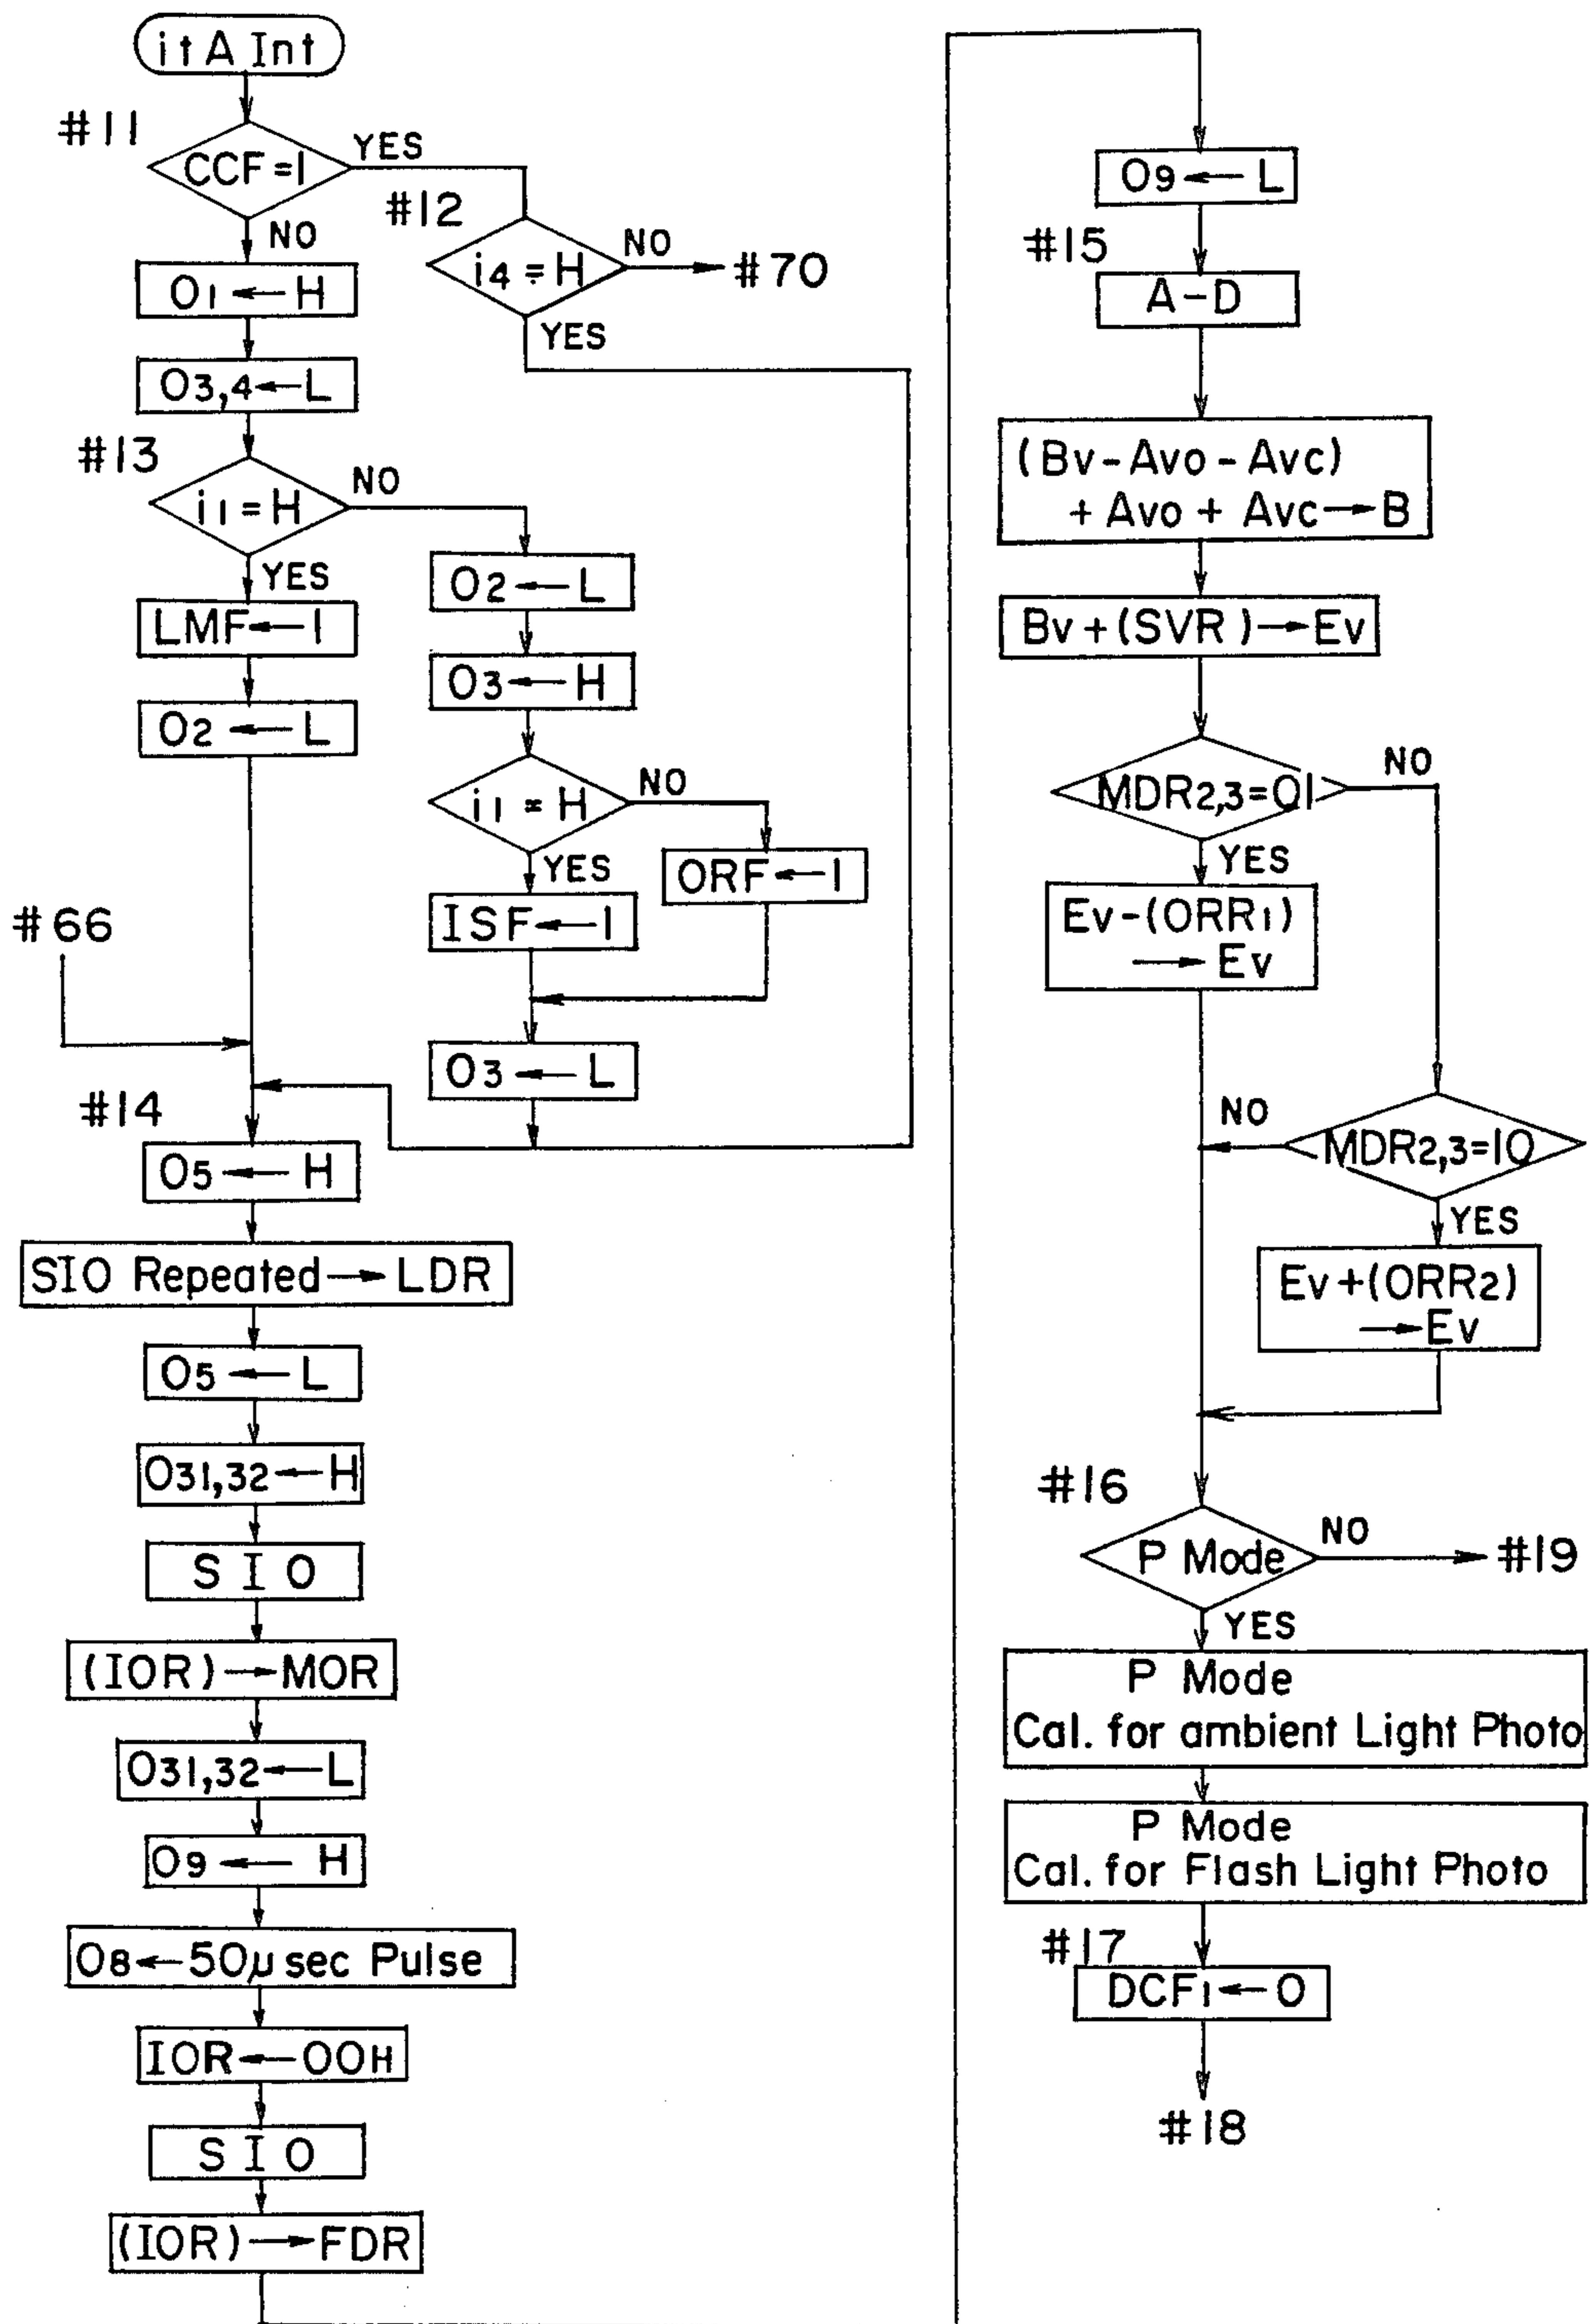 itA Int
#11
CCF=1
YES
NO
#12
i4=H
NO
#70
YES
O1←H
O3,4←L
#13
i1=H
NO
YES
LMF←1
O2←L
O2←L
O3←H
i1=H
NO
YES
ORF←1
ISF←1
O3←L
#66
#14
O5←H
SIO Repeated→LDR
O5←L
O31,32←H
SIO
(IOR)→MOR
O31,32←L
O9←H
O8←50μsec Pulse
IOR←OOH
SIO
(IOR)→FDR
O9←L
#15
A-D
(Bv-Avo-Avc)
+Avo+Avc→B
Bv+(SVR)→Ev
MDR2,3=01
NO
YES
Ev-(ORR1)
→Ev
MDR2,3=10
NO
YES
Ev+(ORR2)
→Ev
#16
P Mode
NO
#19
YES
P Mode
Cal. for ambient Light Photo
P Mode
Cal. for Flash Light Photo
#17
DCF1←0
#18